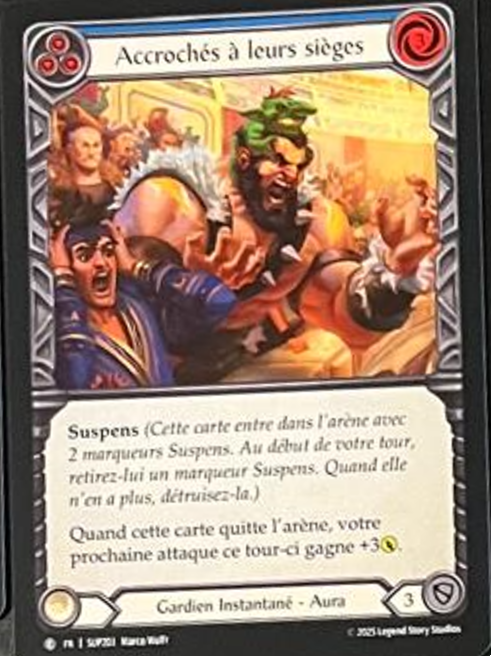 Accrochés à leurs sièges
3
Suspens (Cette carte entre dans l'arène avec
2 marqueurs Suspens. Au début de votre tour,
retirez-lui un marqueur Suspens. Quand elle
n'en a plus, détruisez-la.)
Quand cette carte quitte l'arène, votre
prochaine attaque ce tour-ci gagne +3.
Gardien Instantané - Aura
3
C FR | SUP203 Marco Wulfr
© 2025 Legend Story Studios